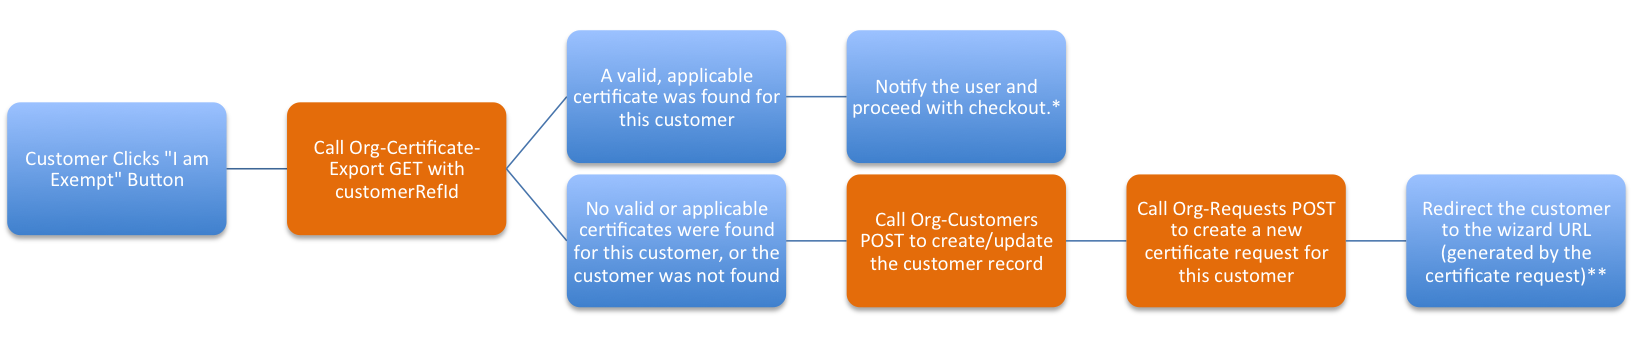 Customer Clicks "I am
Exempt" Button
Call Org-Certificate-
Export GET with
customerRefId
A valid, applicable
certificate was found for
this customer
Notify the user and
proceed with checkout.*
No valid or applicable
certificates were found
for this customer, or the
customer was not found
Call Org-Customers
POST to create/update
the customer record
Call Org-Requests POST
to create a new
certificate request for
this customer
Redirect the customer
to the wizard URL
(generated by the
certificate request)**